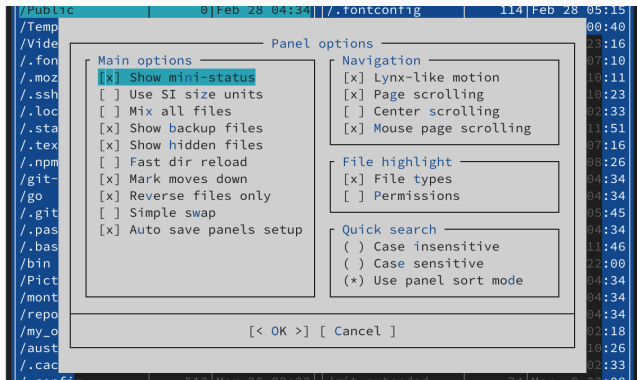 /Public 0 Feb 28 04:34 /.fontconfig 114 Feb 28 05:15
/Temp 00:40
/Vide Panel options 23:16
/.fon Main options Navigation 07:10
/.moz [x] Show mini-status [x] Lynx-like motion 10:11
/.ssh [ ] Use SI size units [x] Page scrolling 10:23
/.loc [ ] Mix all files [ ] Center scrolling 02:33
/.sta [x] Show backup files [x] Mouse page scrolling 11:51
/.tex [x] Show hidden files 07:16
/.npm [ ] Fast dir reload File highlight 08:26
/git- [x] Mark moves down [x] File types 04:34
/go [x] Reverse files only [ ] Permissions 04:34
/.git [ ] Simple swap 05:45
/.pas [x] Auto save panels setup Quick search 04:34
/.bas ( ) Case insensitive 11:46
/bin ( ) Case sensitive 22:00
/Pict (*) Use panel sort mode 04:34
/mont 04:34
/repo 04:34
/my_o [< OK >] [ Cancel ] 02:18
/aust 10:26
/.cac 02:33